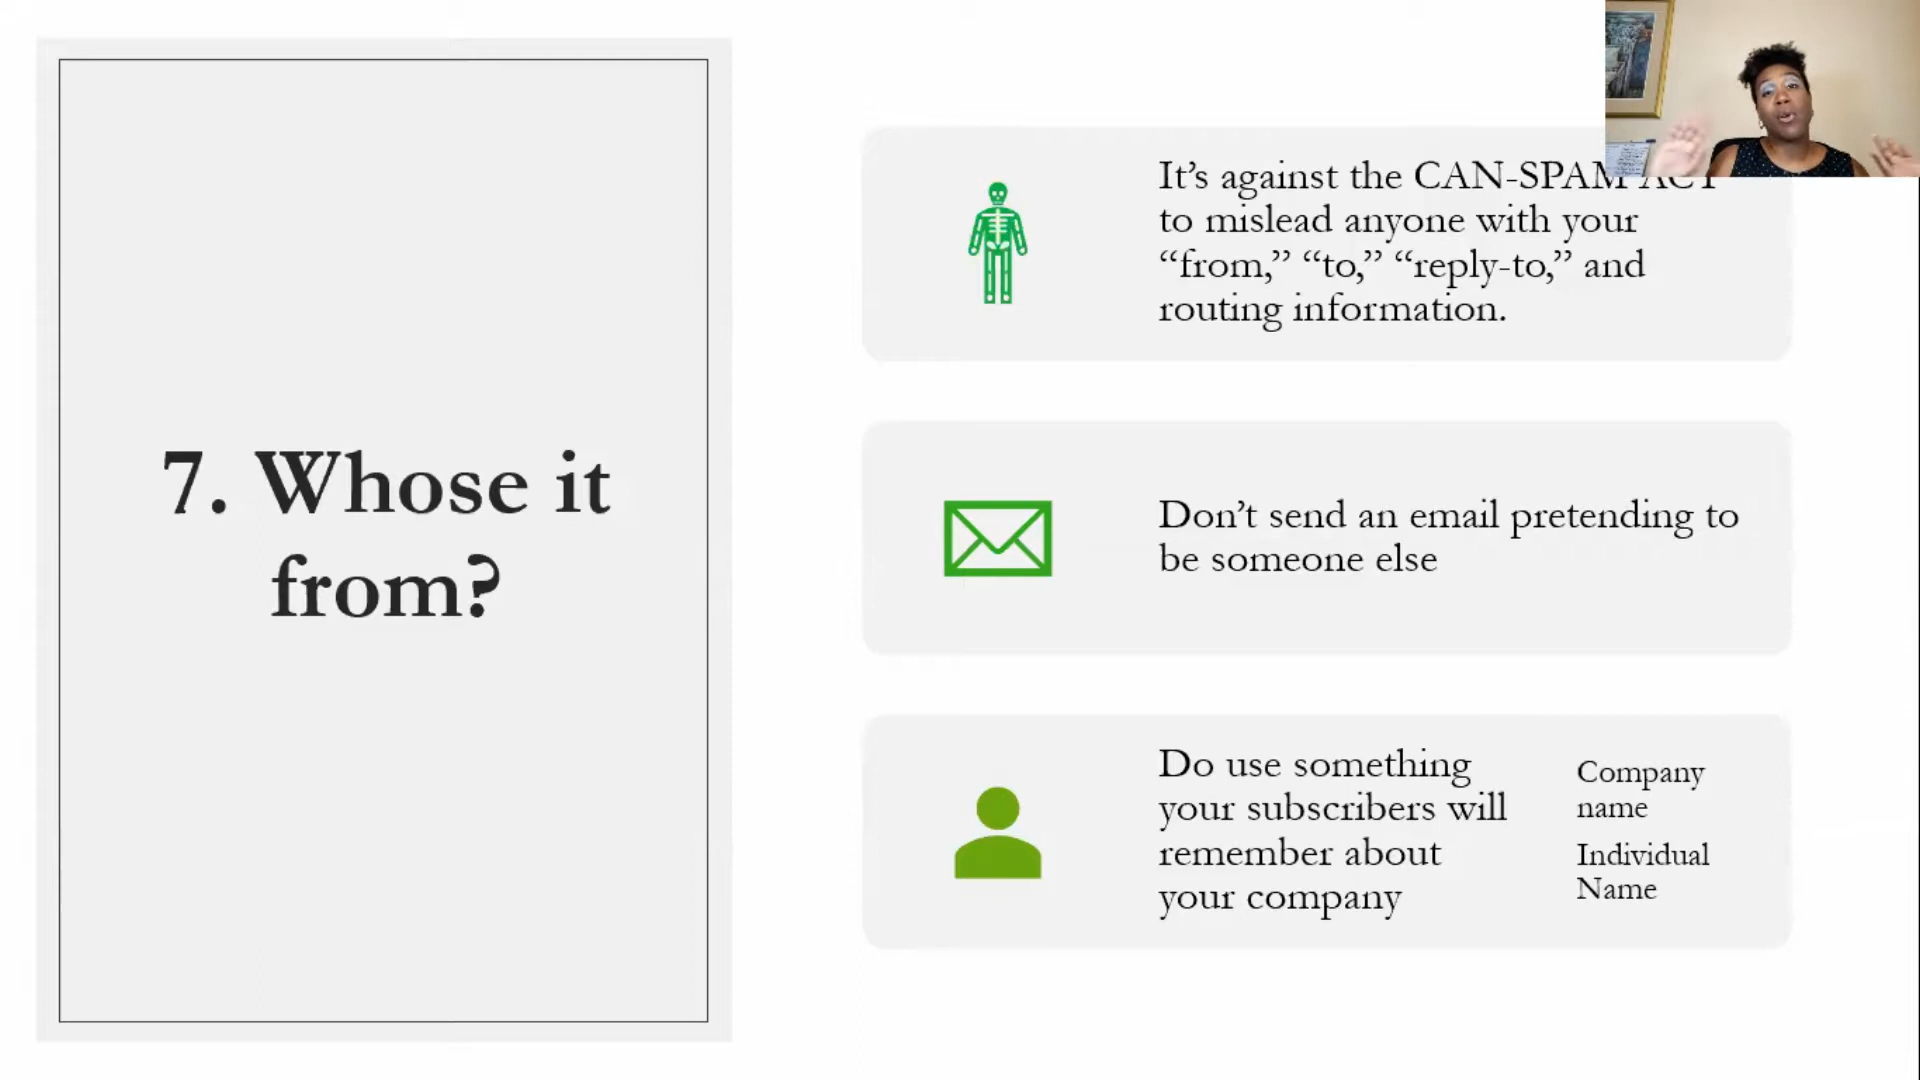 7. Whose it
from?
It’s against the CAN-SPAM ACT
to mislead anyone with your
“from,” “to,” “reply-to,” and
routing information.
Don’t send an email pretending to
be someone else
Do use something
your subscribers will
remember about
your company
Company
name
Individual
Name